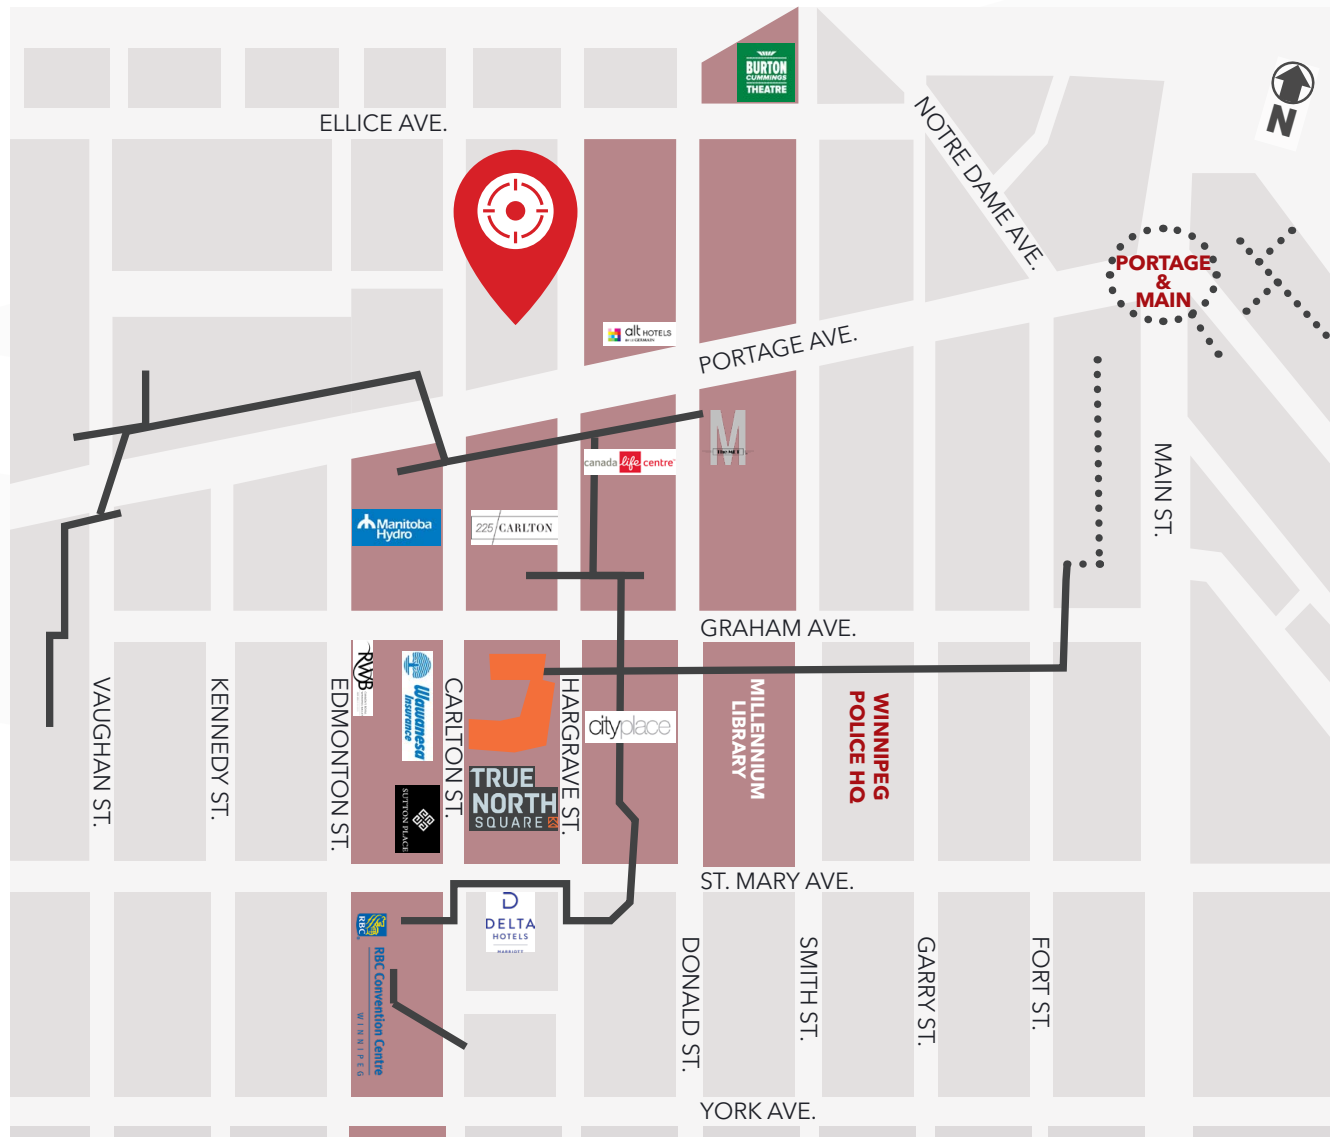 BURTON
CUMMINGS
THEATRE
N
ELLICE AVE.
NOTRE DAME AVE.
PORTAGE
&
MAIN
alt HOTELS
PORTAGE AVE.
M
canada life centre
Manitoba
Hydro
225 CARLTON
MAIN ST.
GRAHAM AVE.
RWB
Wawanesa
Insurance
VAUGHAN ST.
KENNEDY ST.
EDMONTON ST.
CARLTON ST.
HARGRAVE ST.
cityplace
MILLENNIUM
LIBRARY
WINNIPEG
POLICE HQ
SUTTON PLACE
TRUE
NORTH
SQUARE
ST. MARY AVE.
RBC
RBC Convention Centre
WINNIPEG
D
DELTA
HOTELS
MARRIOTT
DONALD ST.
SMITH ST.
GARRY ST.
FORT ST.
YORK AVE.